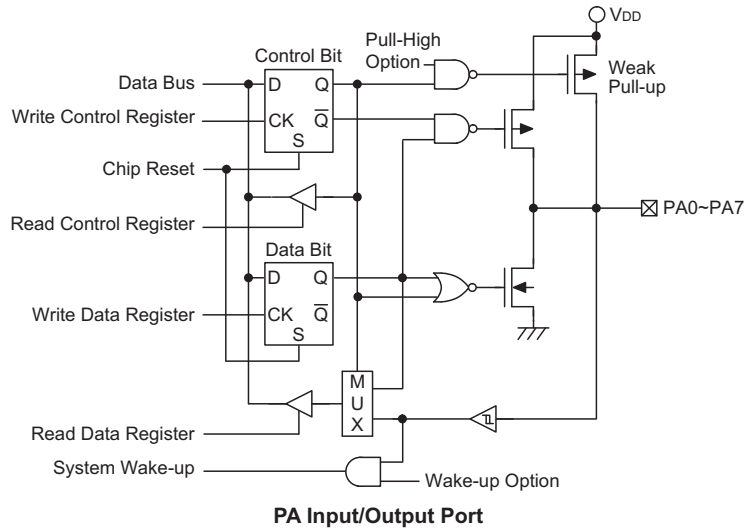 VDD
Control Bit
Pull-High
Option
Data Bus
D
Q
Weak
Pull-up
Write Control Register
CK
Q
S
Chip Reset
PA0~PA7
Read Control Register
Data Bit
D
Q
Write Data Register
CK
Q
S
M
U
X
Read Data Register
System Wake-up
Wake-up Option
PA Input/Output Port